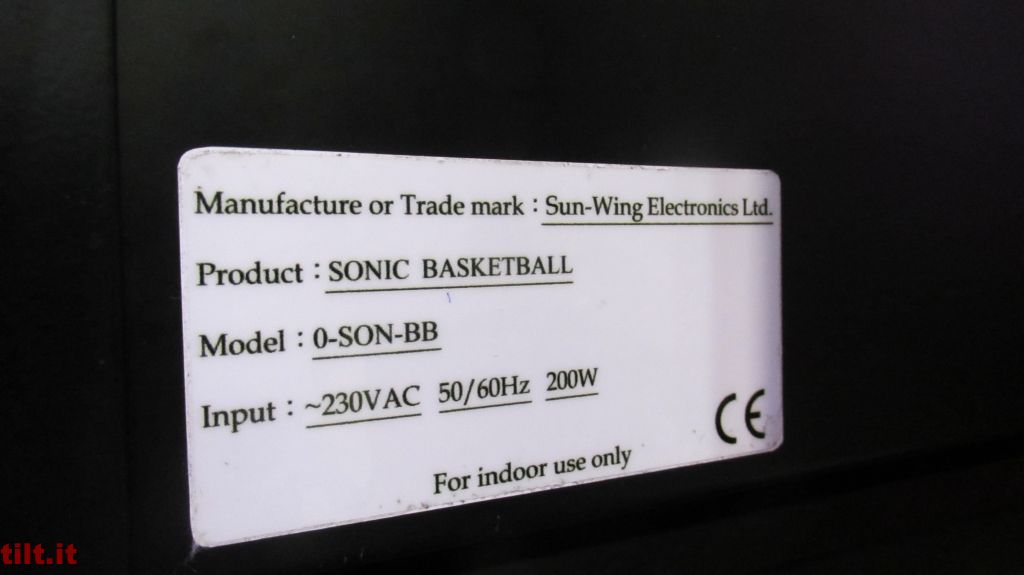 Manufacture or Trade mark : Sun-Wing Electronics Ltd.
Product : SONIC BASKETBALL
Model : 0-SON-BB
Input : ~230VAC 50/60Hz 200W
CE
For indoor use only
tilt.it